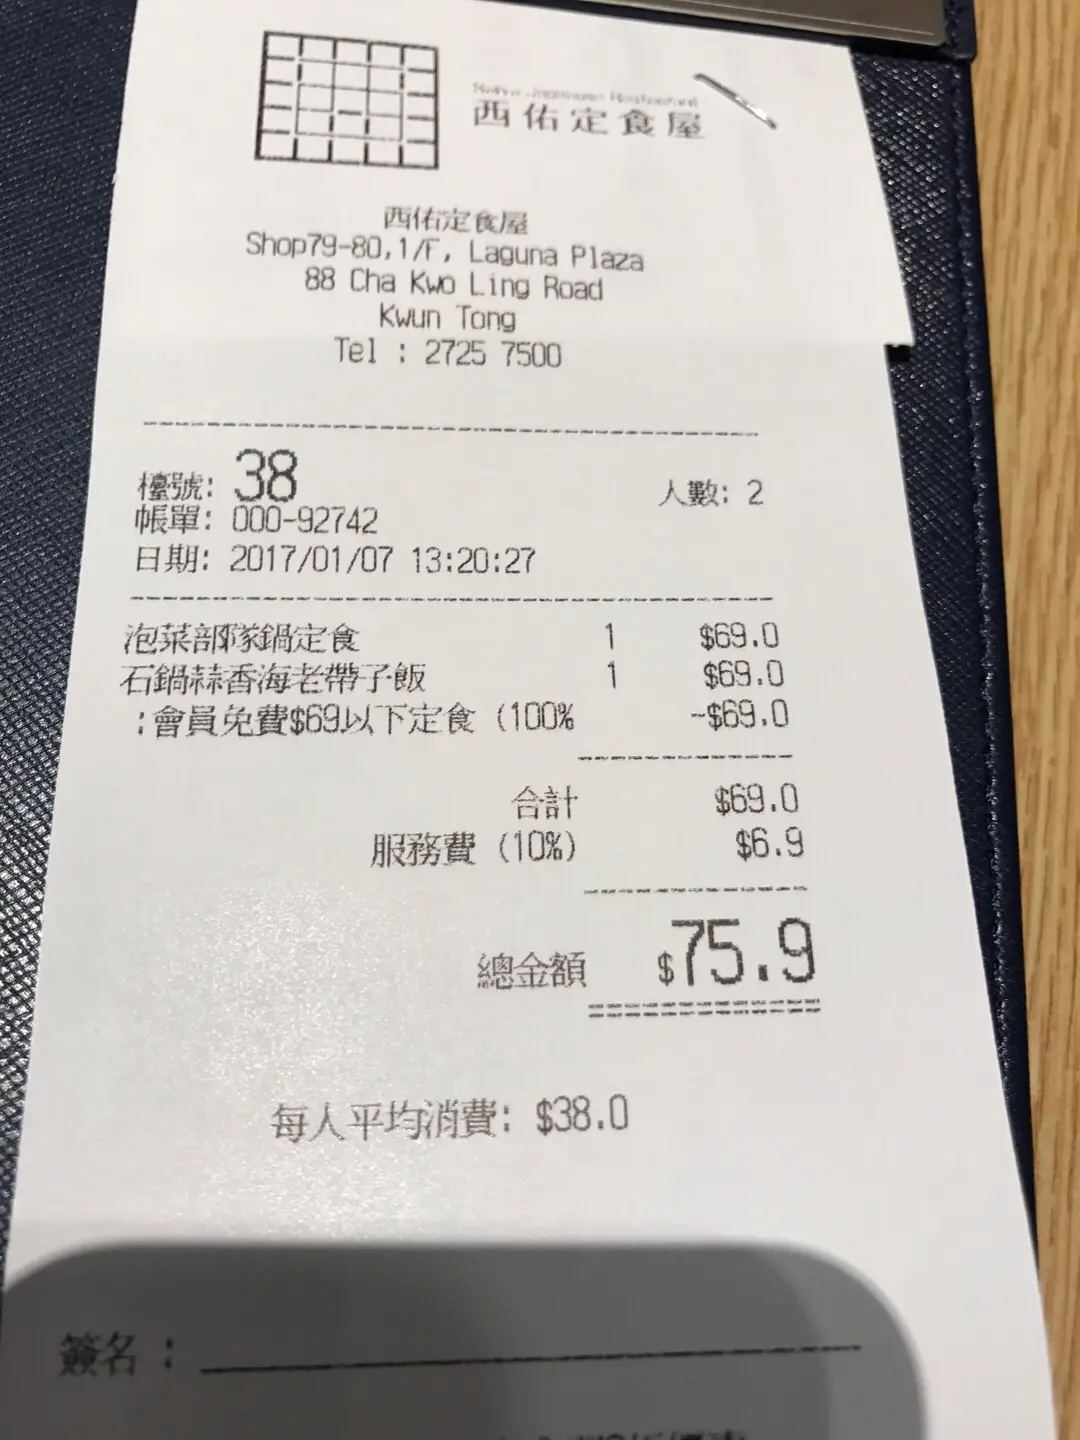 Japanese Restaurant
西佑定食屋
西佑定食屋
Shop79-80,1/F, Laguna Plaza
88 Cha Kwo Ling Road
Kwun Tong
Tel : 2725 7500
檯號: 38 人數: 2
帳單: 000-92742
日期: 2017/01/07 13:20:27
泡菜部隊鍋定食 1 $69.0
石鍋蒜香海老帶子飯 1 $69.0
:會員免費$69以下定食 (100% -$69.0
合計 $69.0
服務費 (10%) $6.9
總金額 $75.9
每人平均消費: $38.0
簽名 :